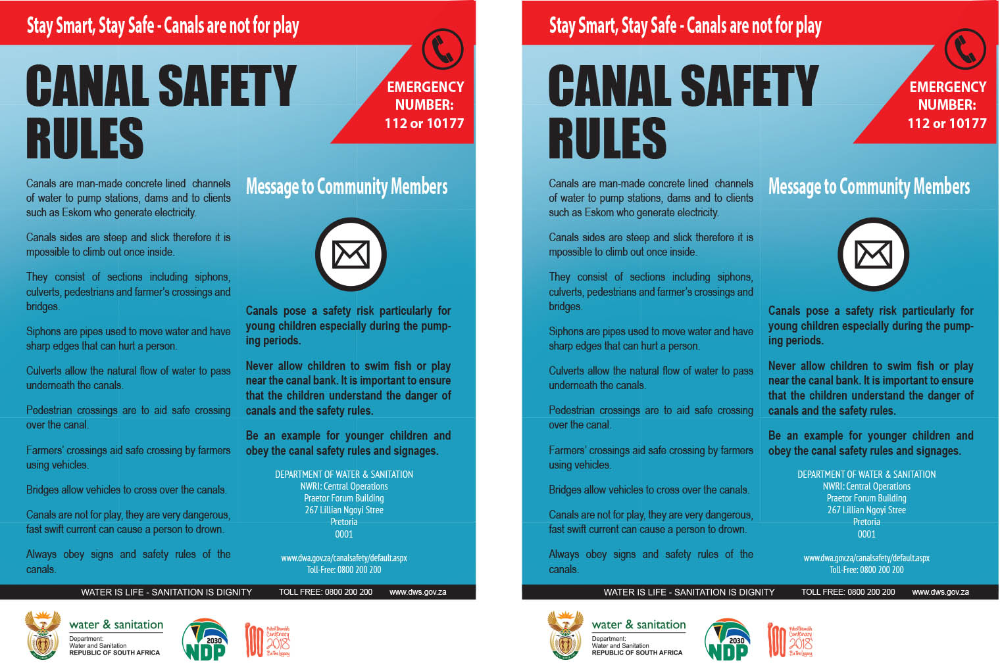 Stay Smart, Stay Safe - Canals are not for play
EMERGENCY
NUMBER:
112 or 10177
CANAL SAFETY
RULES
Canals are man-made concrete lined channels
of water to pump stations, dams and to clients
such as Eskom who generate electricity.
Canals sides are steep and slick therefore it is
mpossible to climb out once inside.
They consist of sections including siphons,
culverts, pedestrians and farmer's crossings and
bridges.
Siphons are pipes used to move water and have
sharp edges that can hurt a person.
Culverts allow the natural flow of water to pass
underneath the canals.
Pedestrian crossings are to aid safe crossing
over the canal.
Farmers' crossings aid safe crossing by farmers
using vehicles.
Bridges allow vehicles to cross over the canals.
Canals are not for play, they are very dangerous,
fast swift current can cause a person to drown.
Always obey signs and safety rules of the
canals.
Message to Community Members
Canals pose a safety risk particularly for
young children especially during the pump-
ing periods.
Never allow children to swim fish or play
near the canal bank. It is important to ensure
that the children understand the danger of
canals and the safety rules.
Be an example for younger children and
obey the canal safety rules and signages.
DEPARTMENT OF WATER & SANITATION
NWRI: Central Operations
Praetor Forum Building
267 Lillian Ngoyi Stree
Pretoria
0001
www.dwa.gov.za/canalsafety/default.aspx
Toll-Free: 0800 200 200
WATER IS LIFE - SANITATION IS DIGNITY TOLL FREE: 0800 200 200 www.dws.gov.za
water & sanitation
Department:
Water and Sanitation
REPUBLIC OF SOUTH AFRICA
2030
NDP
100
Nelson Mandela
Centenary
2018
Be the Legacy
Stay Smart, Stay Safe - Canals are not for play
EMERGENCY
NUMBER:
112 or 10177
CANAL SAFETY
RULES
Canals are man-made concrete lined channels
of water to pump stations, dams and to clients
such as Eskom who generate electricity.
Canals sides are steep and slick therefore it is
mpossible to climb out once inside.
They consist of sections including siphons,
culverts, pedestrians and farmer's crossings and
bridges.
Siphons are pipes used to move water and have
sharp edges that can hurt a person.
Culverts allow the natural flow of water to pass
underneath the canals.
Pedestrian crossings are to aid safe crossing
over the canal.
Farmers' crossings aid safe crossing by farmers
using vehicles.
Bridges allow vehicles to cross over the canals.
Canals are not for play, they are very dangerous,
fast swift current can cause a person to drown.
Always obey signs and safety rules of the
canals.
Message to Community Members
Canals pose a safety risk particularly for
young children especially during the pump-
ing periods.
Never allow children to swim fish or play
near the canal bank. It is important to ensure
that the children understand the danger of
canals and the safety rules.
Be an example for younger children and
obey the canal safety rules and signages.
DEPARTMENT OF WATER & SANITATION
NWRI: Central Operations
Praetor Forum Building
267 Lillian Ngoyi Stree
Pretoria
0001
www.dwa.gov.za/canalsafety/default.aspx
Toll-Free: 0800 200 200
WATER IS LIFE - SANITATION IS DIGNITY TOLL FREE: 0800 200 200 www.dws.gov.za
water & sanitation
Department:
Water and Sanitation
REPUBLIC OF SOUTH AFRICA
2030
NDP
100
Nelson Mandela
Centenary
2018
Be the Legacy